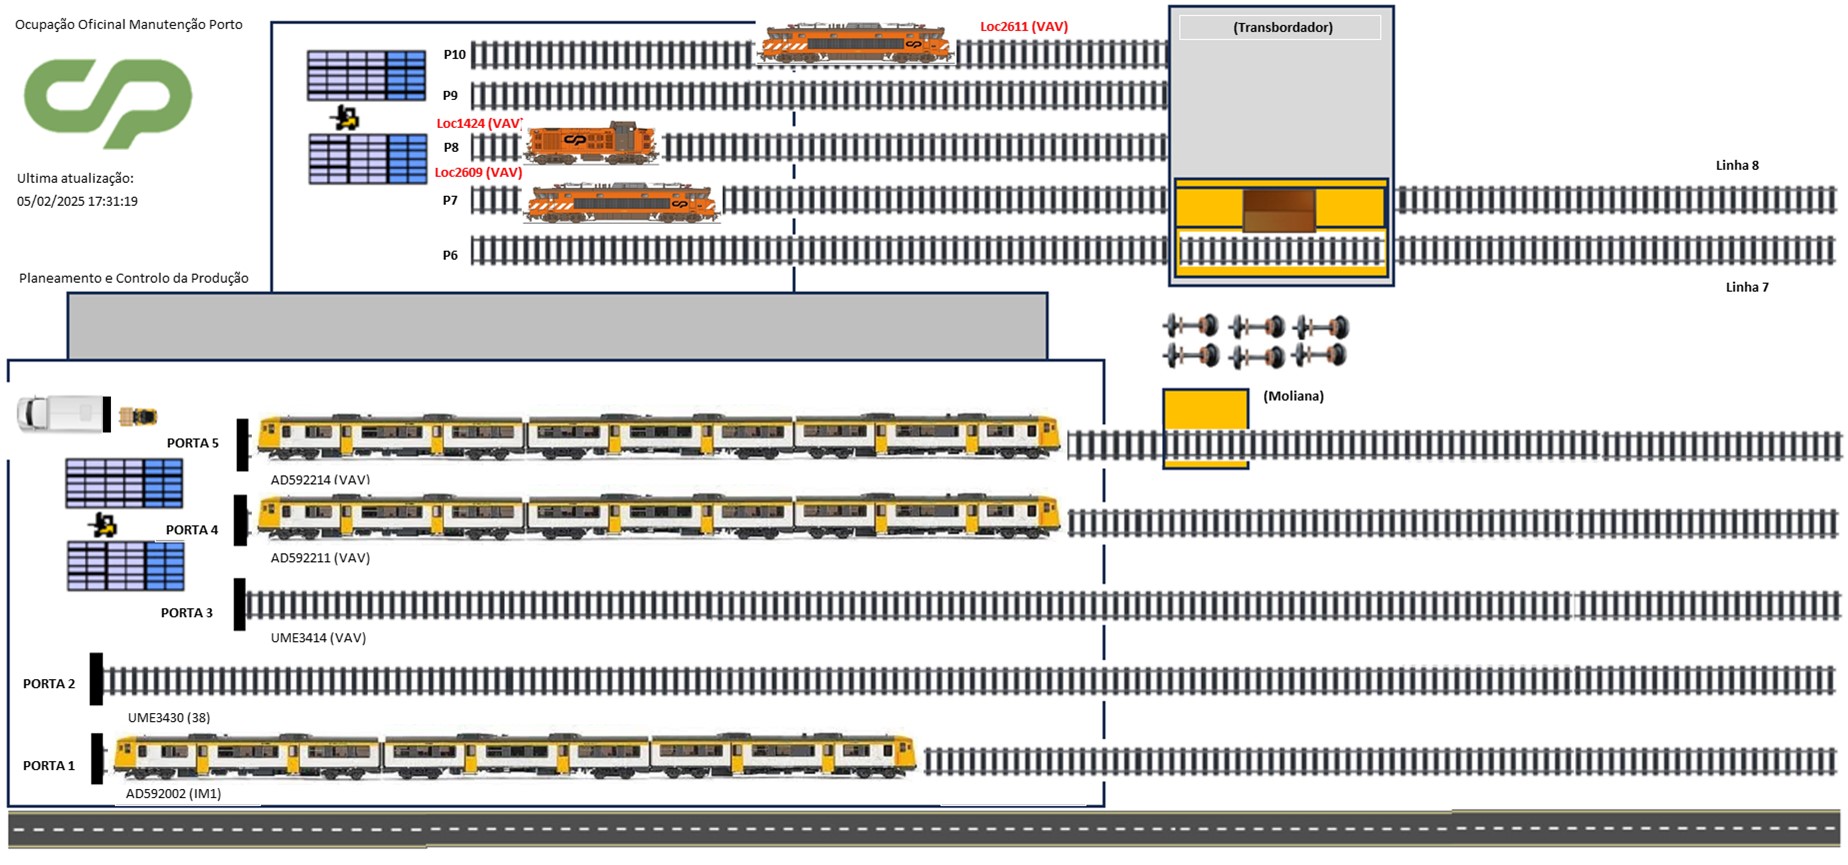 Ocupação Oficinal Manutenção Porto
Loc2611 (VAV)
(Transbordador)
P10
P9
Loc1424 (VAV)
P8
Loc2609 (VAV)
P7
P6
Linha 8
Linha 7
Ultima atualização:
05/02/2025 17:31:19
Planeamento e Controlo da Produção
(Moliana)
PORTA 5
AD592214 (VAV)
PORTA 4
AD592211 (VAV)
PORTA 3
UME3414 (VAV)
PORTA 2
UME3430 (38)
PORTA 1
AD592002 (IM1)